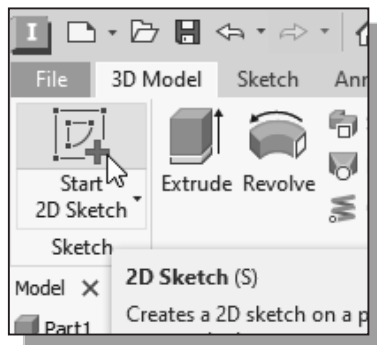 I
File 3D Model Sketch Ann
Start
2D Sketch
Extrude Revolve
Sketch
Model X
2D Sketch (S)
Part1
Creates a 2D sketch on a p